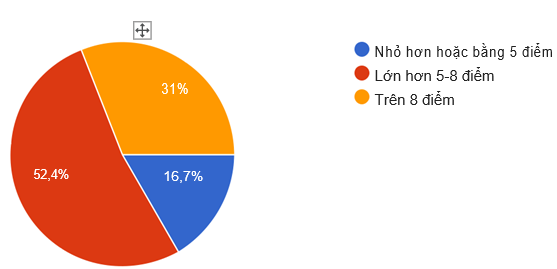 Nhỏ hơn hoặc bằng 5 điểm
Lớn hơn 5-8 điểm
Trên 8 điểm
31%
52,4%
16,7%